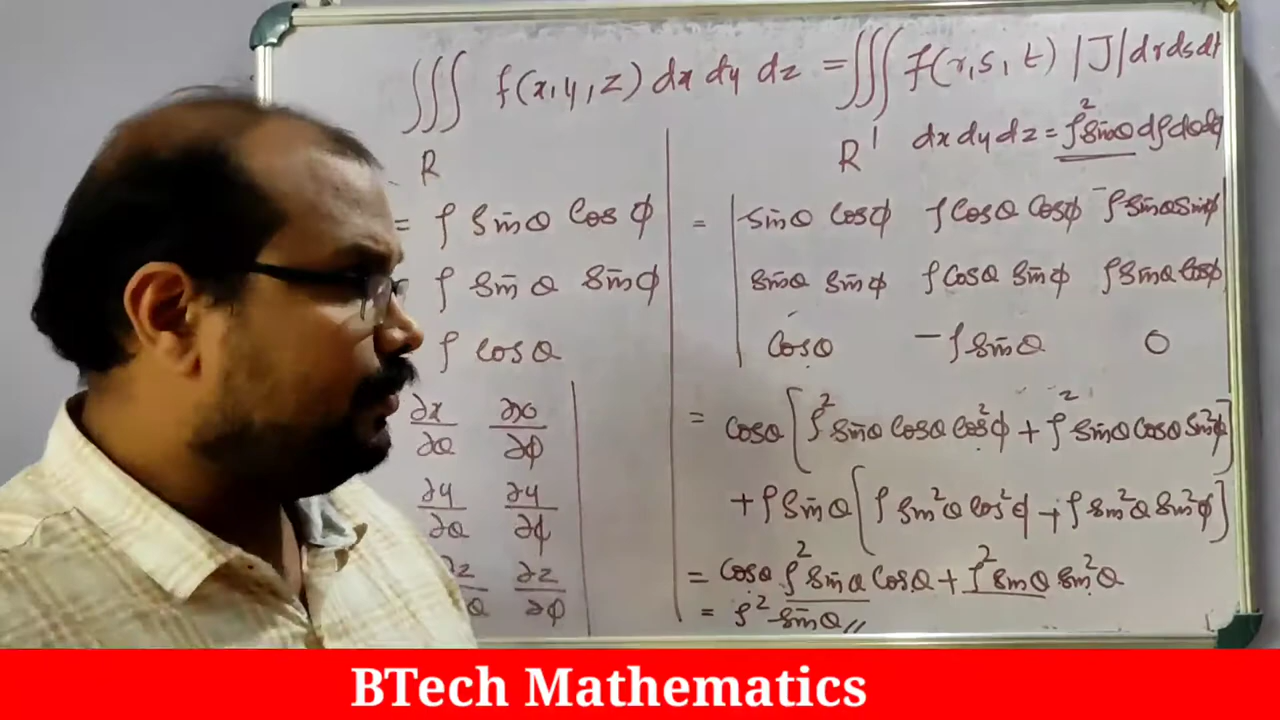 ∭ f(x,y,z) dx dy dz = ∭ f(r,s,t) |J| dr ds dt
R R'
dx dy dz = ρ² sinθ dρ dθ dφ
= ρ sinθ cosφ
= ρ sinθ sinφ
ρ cosθ
∂x/∂θ ∂x/∂φ
∂y/∂θ ∂y/∂φ
∂z/∂φ
= | sinθ cosφ ρ cosθ cosφ -ρ sinθ sinφ |
sinθ sinφ ρ cosθ sinφ ρ sinθ cosφ
cosθ -ρ sinθ 0
= cosθ [ρ² sinθ cosθ cos²φ + ρ² sinθ cosθ sin²φ]
+ ρ sinθ [ρ sin²θ cos²φ + ρ sin²θ sin²φ]
= cosθ ρ² sinθ cosθ + ρ² sinθ sin²θ
= ρ² sinθ //
BTech Mathematics